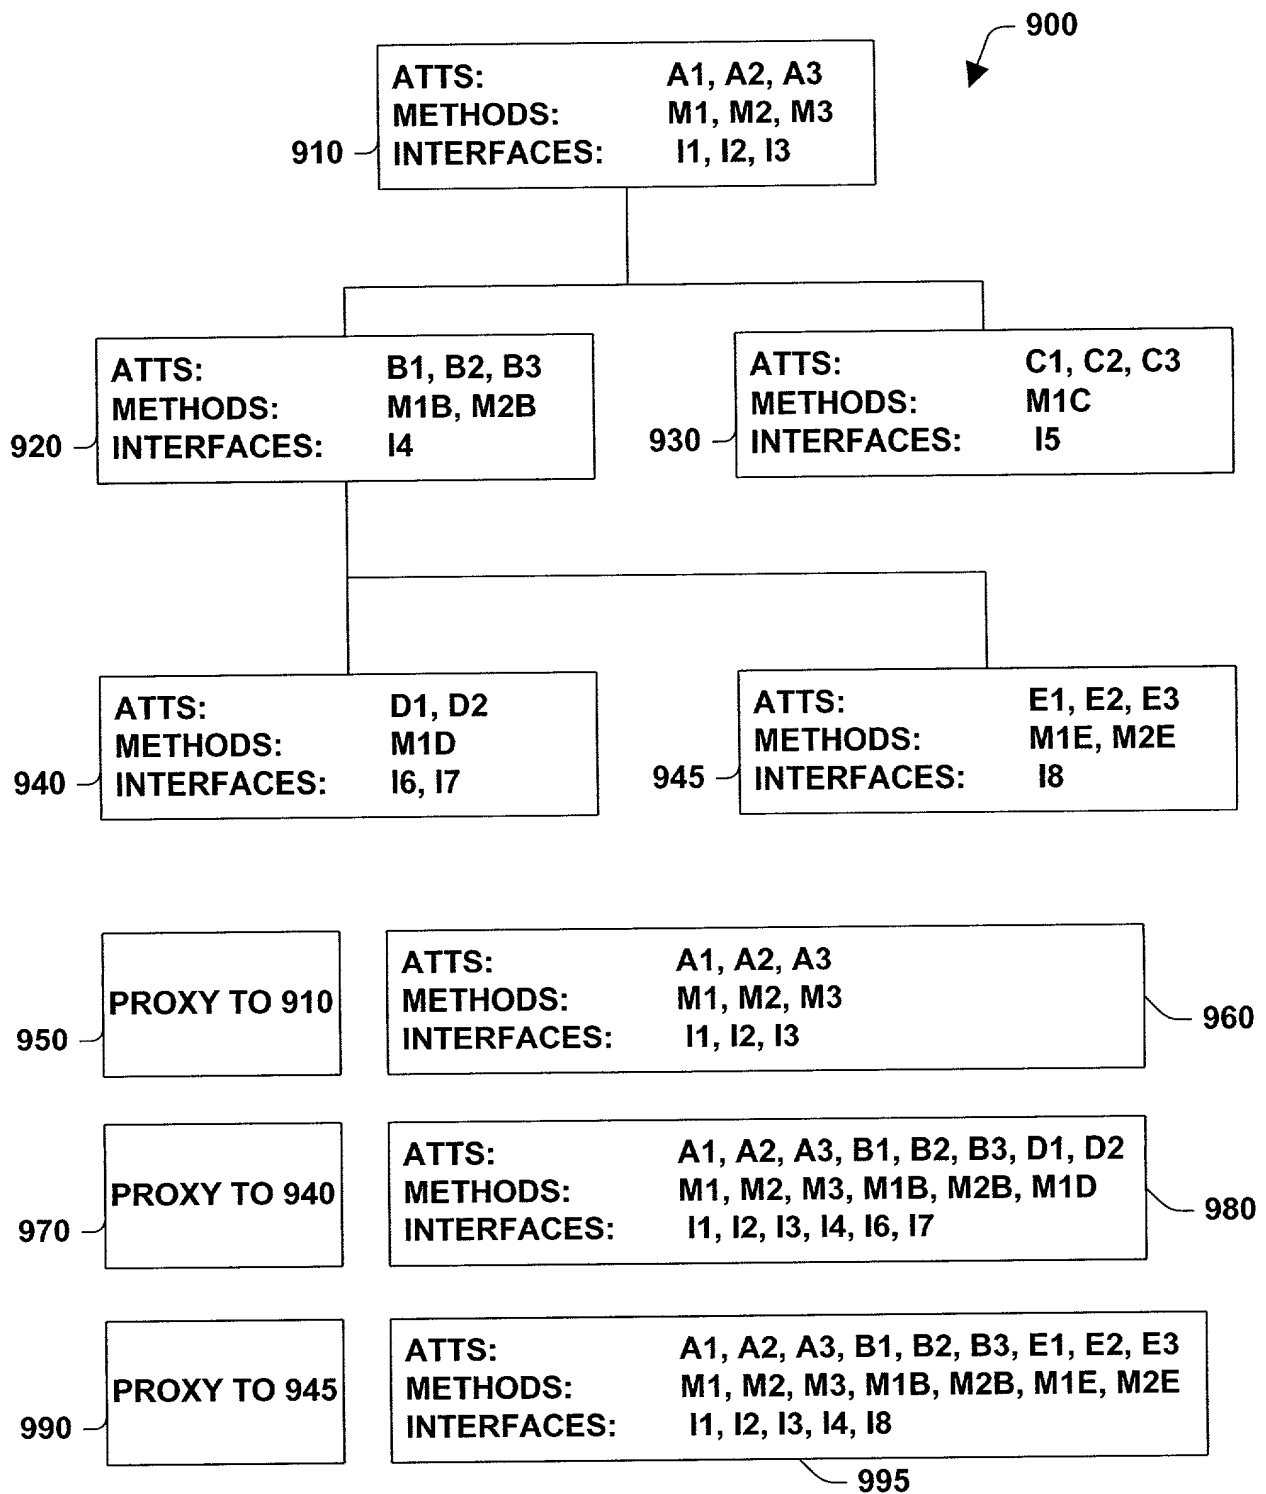 900
ATTS: A1, A2, A3
METHODS: M1, M2, M3
INTERFACES: I1, I2, I3
910
ATTS: B1, B2, B3
METHODS: M1B, M2B
INTERFACES: I4
920
ATTS: C1, C2, C3
METHODS: M1C
INTERFACES: I5
930
ATTS: D1, D2
METHODS: M1D
INTERFACES: I6, I7
940
ATTS: E1, E2, E3
METHODS: M1E, M2E
INTERFACES: I8
945
PROXY TO 910
950
ATTS: A1, A2, A3
METHODS: M1, M2, M3
INTERFACES: I1, I2, I3
960
PROXY TO 940
970
ATTS: A1, A2, A3, B1, B2, B3, D1, D2
METHODS: M1, M2, M3, M1B, M2B, M1D
INTERFACES: I1, I2, I3, I4, I6, I7
980
PROXY TO 945
990
ATTS: A1, A2, A3, B1, B2, B3, E1, E2, E3
METHODS: M1, M2, M3, M1B, M2B, M1E, M2E
INTERFACES: I1, I2, I3, I4, I8
995